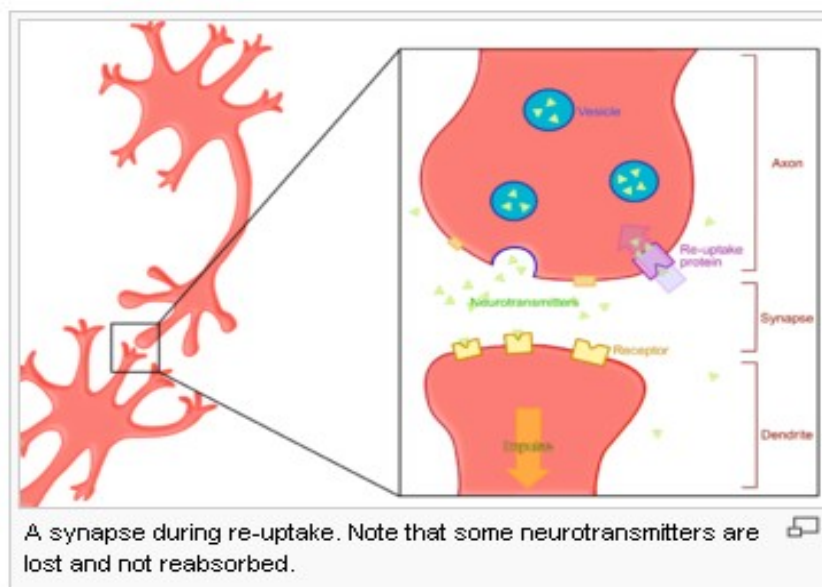 Vesicle
Axon
Re-uptake
protein
Neurotransmitters
Synapse
Receptor
Dendrite
Impulse
A synapse during re-uptake. Note that some neurotransmitters are
lost and not reabsorbed.